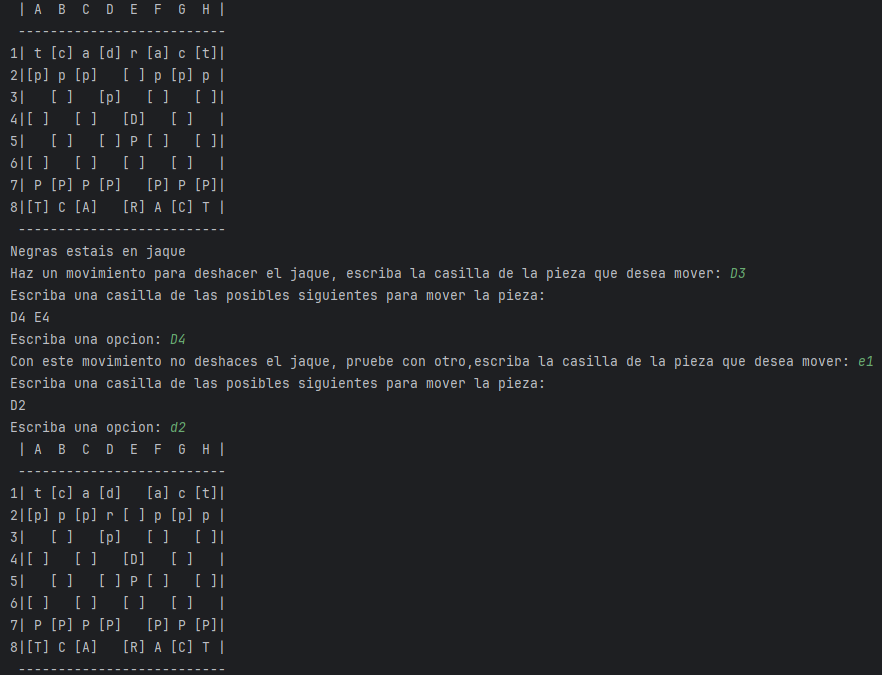 | A  B  C  D  E  F  G  H |
 --------------------------
1| t [c] a [d] r [a] c [t]|
2|[p] p [p]   [ ] p [p] p |
3|   [ ]   [p]   [ ]   [ ]|
4|[ ]   [ ]   [D]   [ ]   |
5|   [ ]   [ ] P [ ]   [ ]|
6|[ ]   [ ]   [ ]   [ ]   |
7| P [P] P [P]   [P] P [P]|
8|[T] C [A]   [R] A [C] T |
 --------------------------
Negras estais en jaque
Haz un movimiento para deshacer el jaque, escriba la casilla de la pieza que desea mover: D3
Escriba una casilla de las posibles siguientes para mover la pieza:
D4 E4
Escriba una opcion: D4
Con este movimiento no deshaces el jaque, pruebe con otro,escriba la casilla de la pieza que desea mover: e1
Escriba una casilla de las posibles siguientes para mover la pieza:
D2
Escriba una opcion: d2
 | A  B  C  D  E  F  G  H |
 --------------------------
1| t [c] a [d]   [a] c [t]|
2|[p] p [p] r [ ] p [p] p |
3|   [ ]   [p]   [ ]   [ ]|
4|[ ]   [ ]   [D]   [ ]   |
5|   [ ]   [ ] P [ ]   [ ]|
6|[ ]   [ ]   [ ]   [ ]   |
7| P [P] P [P]   [P] P [P]|
8|[T] C [A]   [R] A [C] T |
 --------------------------